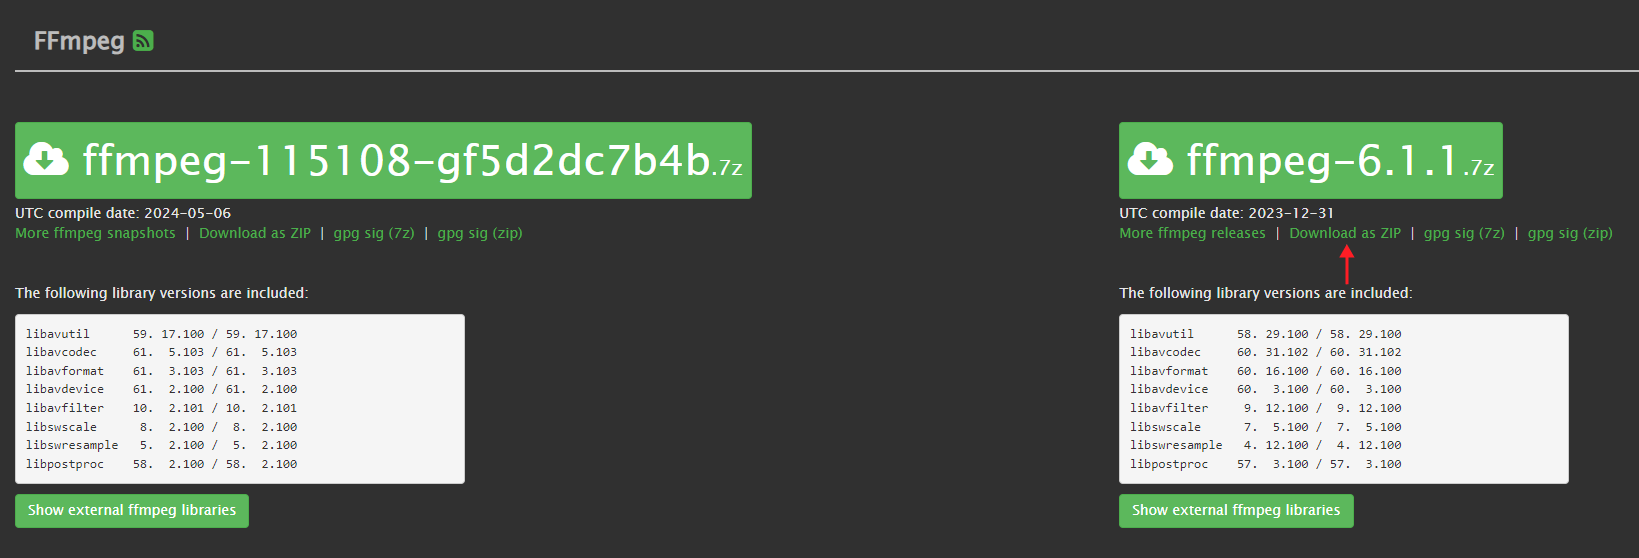 FFmpeg
ffmpeg-115108-gf5d2dc7b4b.7z
UTC compile date: 2024-05-06
More ffmpeg snapshots | Download as ZIP | gpg sig (7z) | gpg sig (zip)
The following library versions are included:
libavutil 59. 17.100 / 59. 17.100
libavcodec 61. 5.103 / 61. 5.103
libavformat 61. 3.103 / 61. 3.103
libavdevice 61. 2.100 / 61. 2.100
libavfilter 10. 2.101 / 10. 2.101
libswscale 8. 2.100 / 8. 2.100
libswresample 5. 2.100 / 5. 2.100
libpostproc 58. 2.100 / 58. 2.100
Show external ffmpeg libraries
ffmpeg-6.1.1.7z
UTC compile date: 2023-12-31
More ffmpeg releases | Download as ZIP | gpg sig (7z) | gpg sig (zip)
The following library versions are included:
libavutil 58. 29.100 / 58. 29.100
libavcodec 60. 31.102 / 60. 31.102
libavformat 60. 16.100 / 60. 16.100
libavdevice 60. 3.100 / 60. 3.100
libavfilter 9. 12.100 / 9. 12.100
libswscale 7. 5.100 / 7. 5.100
libswresample 4. 12.100 / 4. 12.100
libpostproc 57. 3.100 / 57. 3.100
Show external ffmpeg libraries